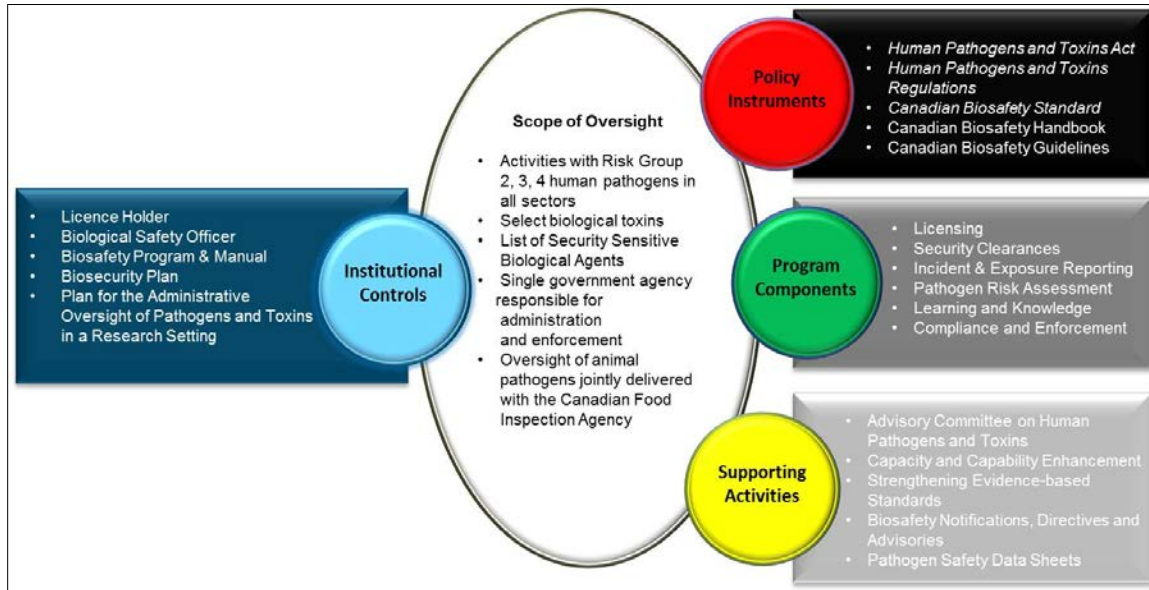 Scope of Oversight
• Activities with Risk Group
2, 3, 4 human pathogens in
all sectors
• Select biological toxins
• List of Security Sensitive
Biological Agents
• Single government agency
responsible for
administration
and enforcement
• Oversight of animal
pathogens jointly delivered
with the Canadian Food
Inspection Agency
Institutional
Controls
• Licence Holder
• Biological Safety Officer
• Biosafety Program & Manual
• Biosecurity Plan
• Plan for the Administrative
Oversight of Pathogens and Toxins
in a Research Setting
Policy
Instruments
• Human Pathogens and Toxins Act
• Human Pathogens and Toxins
Regulations
• Canadian Biosafety Standard
• Canadian Biosafety Handbook
• Canadian Biosafety Guidelines
Program
Components
• Licensing
• Security Clearances
• Incident & Exposure Reporting
• Pathogen Risk Assessment
• Learning and Knowledge
• Compliance and Enforcement
Supporting
Activities
• Advisory Committee on Human
Pathogens and Toxins
• Capacity and Capability Enhancement
• Strengthening Evidence-based
Standards
• Biosafety Notifications, Directives and
Advisories
• Pathogen Safety Data Sheets